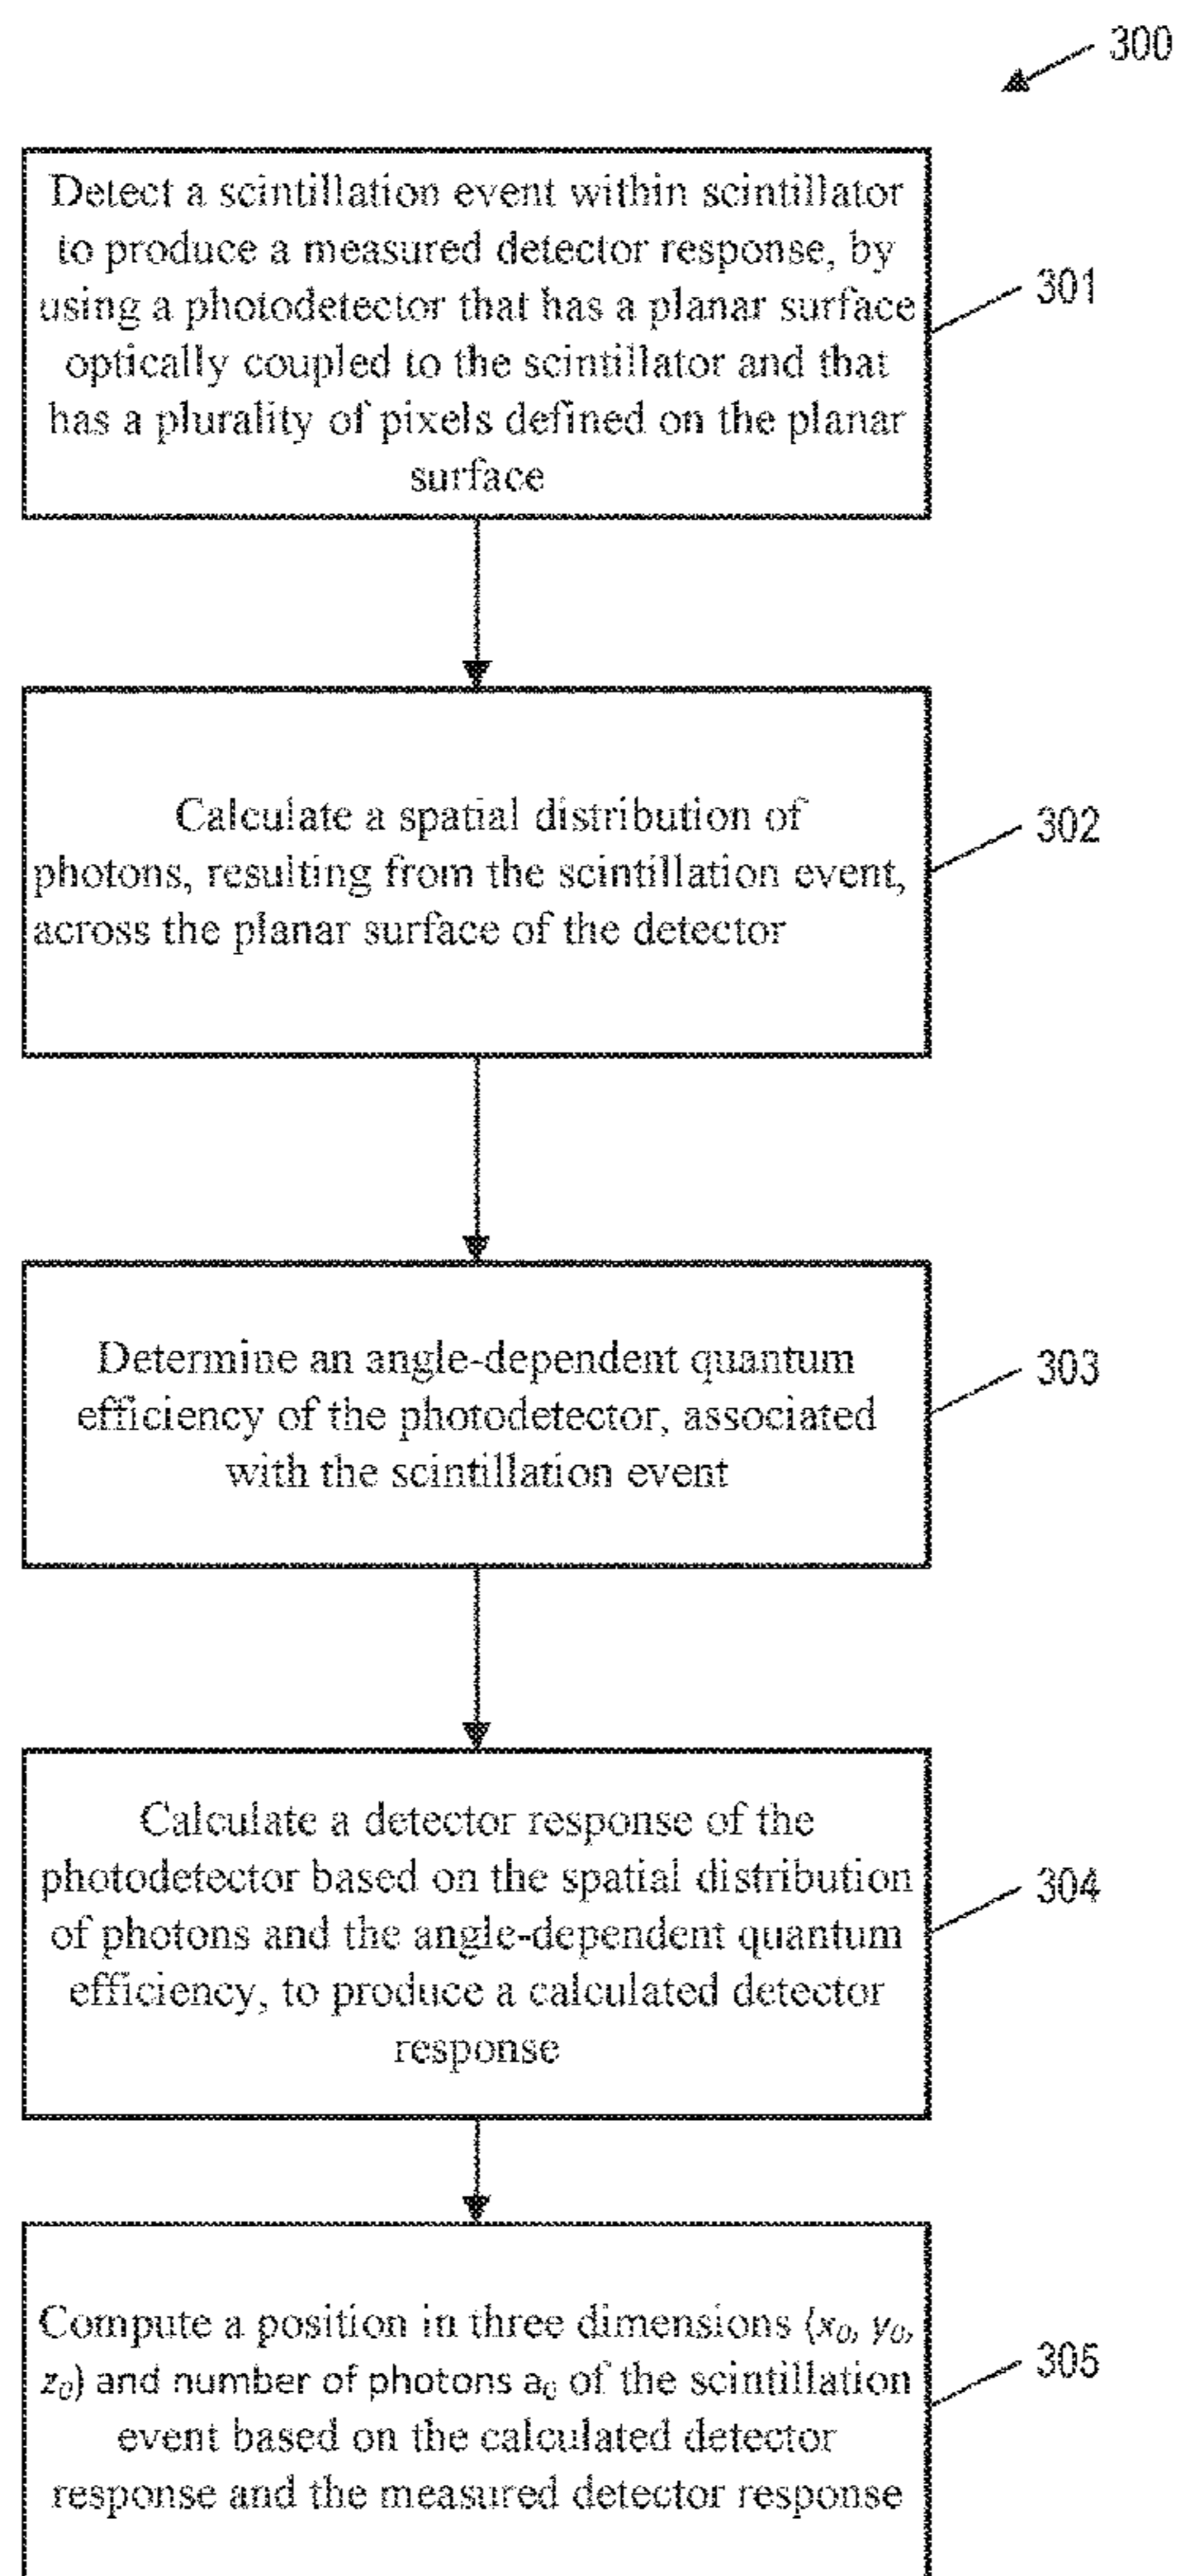 300
Detect a scintillation event within scintillator
to produce a measured detector response, by
using a photodetector that has a planar surface
optically coupled to the scintillator and that
has a plurality of pixels defined on the planar
surface
301
Calculate a spatial distribution of
photons, resulting from the scintillation event,
across the planar surface of the detector
302
Determine an angle-dependent quantum
efficiency of the photodetector, associated
with the scintillation event
303
Calculate a detector response of the
photodetector based on the spatial distribution
of photons and the angle-dependent quantum
efficiency, to produce a calculated detector
response
304
Compute a position in three dimensions (x₀, y₀,
z₀) and number of photons a₀ of the scintillation
event based on the calculated detector
response and the measured detector response
305